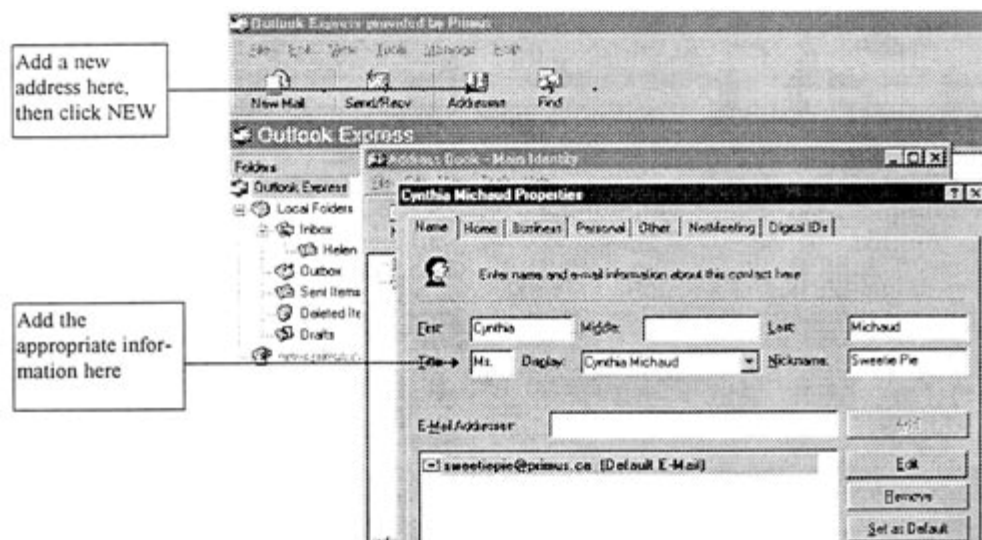 Outlook Express provided by Primus
File Edit View Tools Message Help
Add a new
address here,
then click NEW
New Mail Send/Recv Addresses Find
Outlook Express
Address Book - Main Identity
Folders
Outlook Express
Local Folders
Inbox
Helen
Outbox
Sent Items
Deleted Ite
Drafts
Cynthia Michaud Properties
Name Home Business Personal Other NetMeeting Digital IDs
Enter name and e-mail information about this contact here
First: Cynthia Middle: Last: Michaud
Add the
appropriate infor-
mation here
Title: Ms. Display: Cynthia Michaud Nickname: Sweetie Pie
E-Mail Addresses: Add
sweetiepie@primus.ca (Default E-Mail)
Edit
Remove
Set as Default